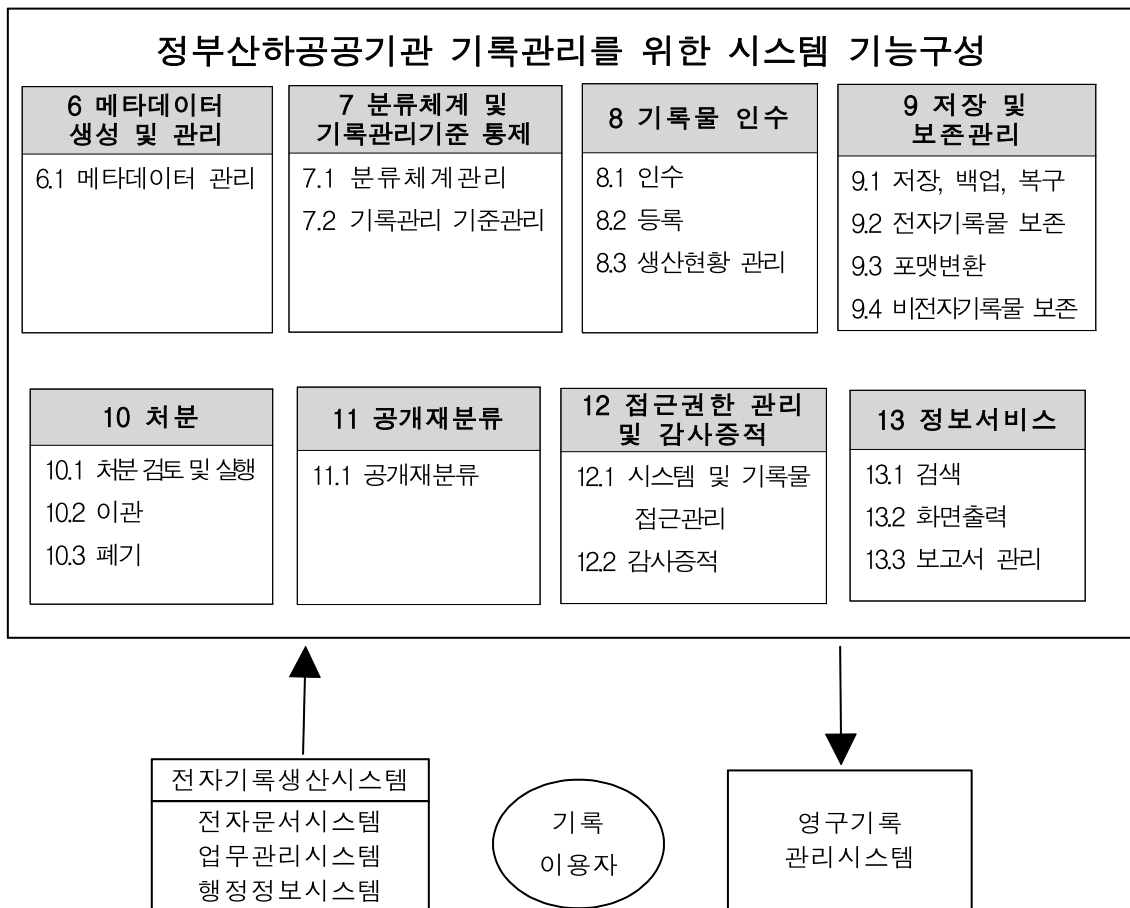 정부산하공공기관 기록관리를 위한 시스템 기능구성
6 메타데이터
생성 및 관리
6.1 메타데이터 관리
7 분류체계 및
기록관리기준 통제
7.1 분류체계관리
7.2 기록관리 기준관리
8 기록물 인수
8.1 인수
8.2 등록
8.3 생산현황 관리
9 저장 및
보존관리
9.1 저장, 백업, 복구
9.2 전자기록물 보존
9.3 포맷변환
9.4 비전자기록물 보존
10 처분
10.1 처분 검토 및 실행
10.2 이관
10.3 폐기
11 공개재분류
11.1 공개재분류
12 접근권한 관리
및 감사증적
12.1 시스템 및 기록물
접근관리
12.2 감사증적
13 정보서비스
13.1 검색
13.2 화면출력
13.3 보고서 관리
전자기록생산시스템
전자문서시스템
업무관리시스템
행정정보시스템
기록
이용자
영구기록
관리시스템